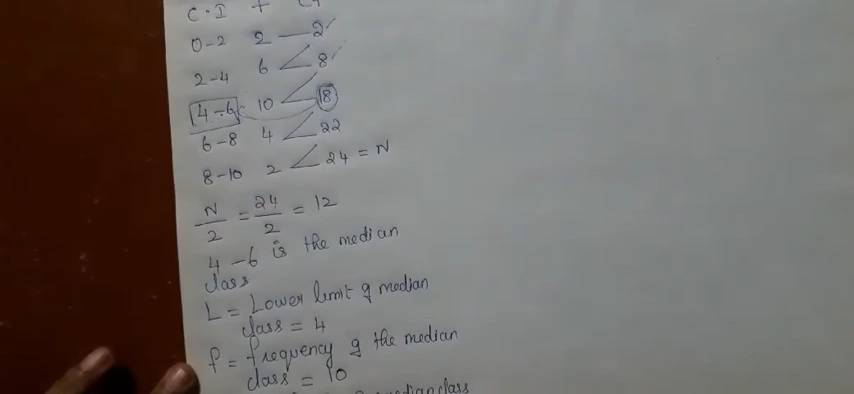 C.I f
0-2 2 2
2-4 6 8
4-6 10 18
6-8 4 22
8-10 2 24 = N
N/2 = 24/2 = 12
4-6 is the median
class
L = Lower limit of median
class = 4
f = frequency of the median
class = 10
median class